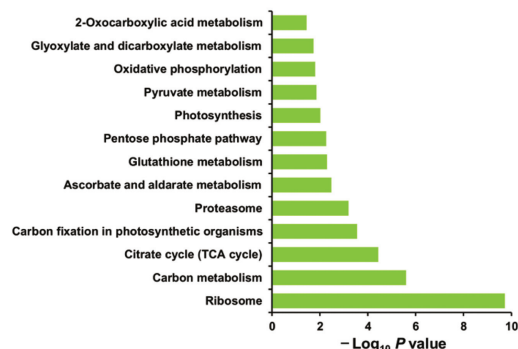 2-Oxocarboxylic acid metabolism
Glyoxylate and dicarboxylate metabolism
Oxidative phosphorylation
Pyruvate metabolism
Photosynthesis
Pentose phosphate pathway
Glutathione metabolism
Ascorbate and aldarate metabolism
Proteasome
Carbon fixation in photosynthetic organisms
Citrate cycle (TCA cycle)
Carbon metabolism
Ribosome
0 2 4 6 8 10
−Log10 P value